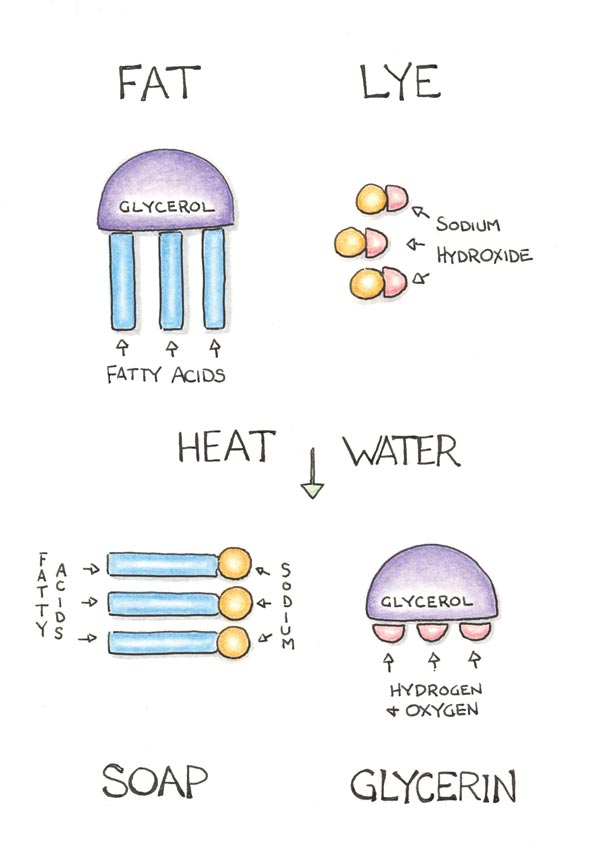 FAT
LYE
GLYCEROL
SODIUM
HYDROXIDE
FATTY ACIDS
HEAT
WATER
FATTY
ACIDS
SODIUM
GLYCEROL
HYDROGEN
+ OXYGEN
SOAP
GLYCERIN